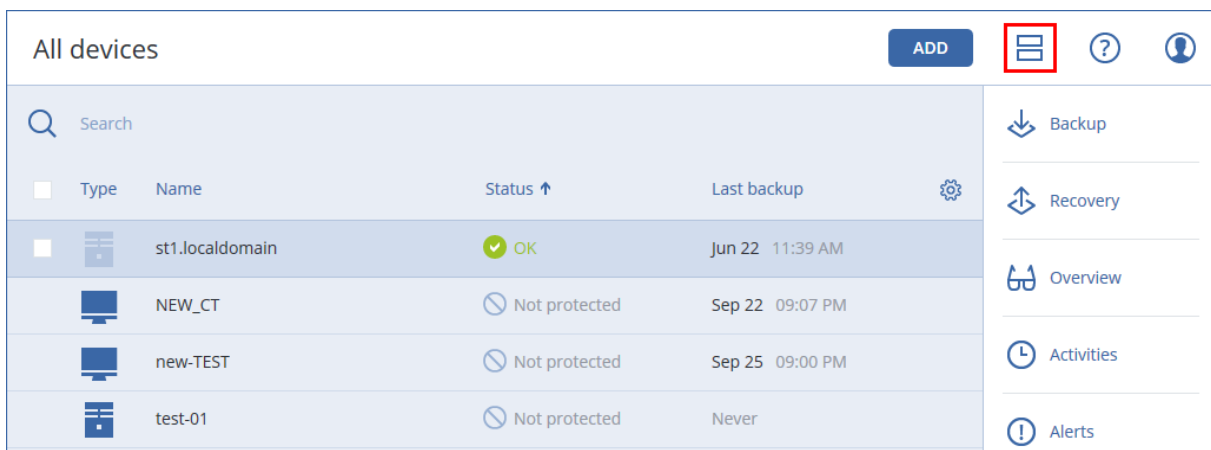 All devices ADD
Search
Type Name Status Last backup
st1.localdomain OK Jun 22 11:39 AM
NEW_CT Not protected Sep 22 09:07 PM
new-TEST Not protected Sep 25 09:00 PM
test-01 Not protected Never
Backup
Recovery
Overview
Activities
Alerts